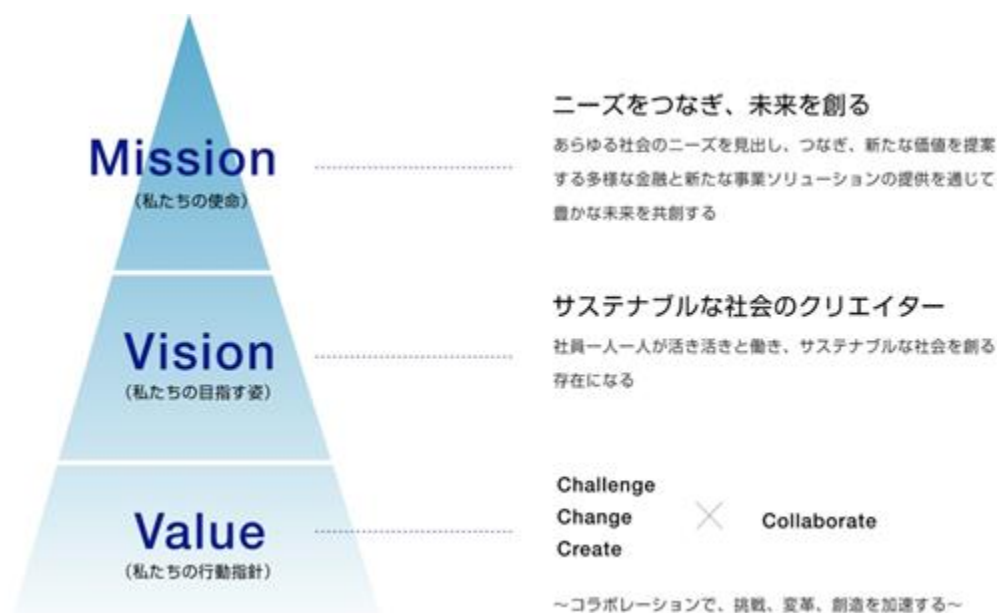 Mission
(私たちの使命)
ニーズをつなぎ、未来を創る
あらゆる社会のニーズを見出し、つなぎ、新たな価値を提案
する多様な金融と新たな事業ソリューションの提供を通じて
豊かな未来を共創する
Vision
(私たちの目指す姿)
サステナブルな社会のクリエイター
社員一人一人が活き活きと働き、サステナブルな社会を創る
存在になる
Value
(私たちの行動指針)
Challenge
Change
Create
×
Collaborate
~コラボレーションで、挑戦、変革、創造を加速する~